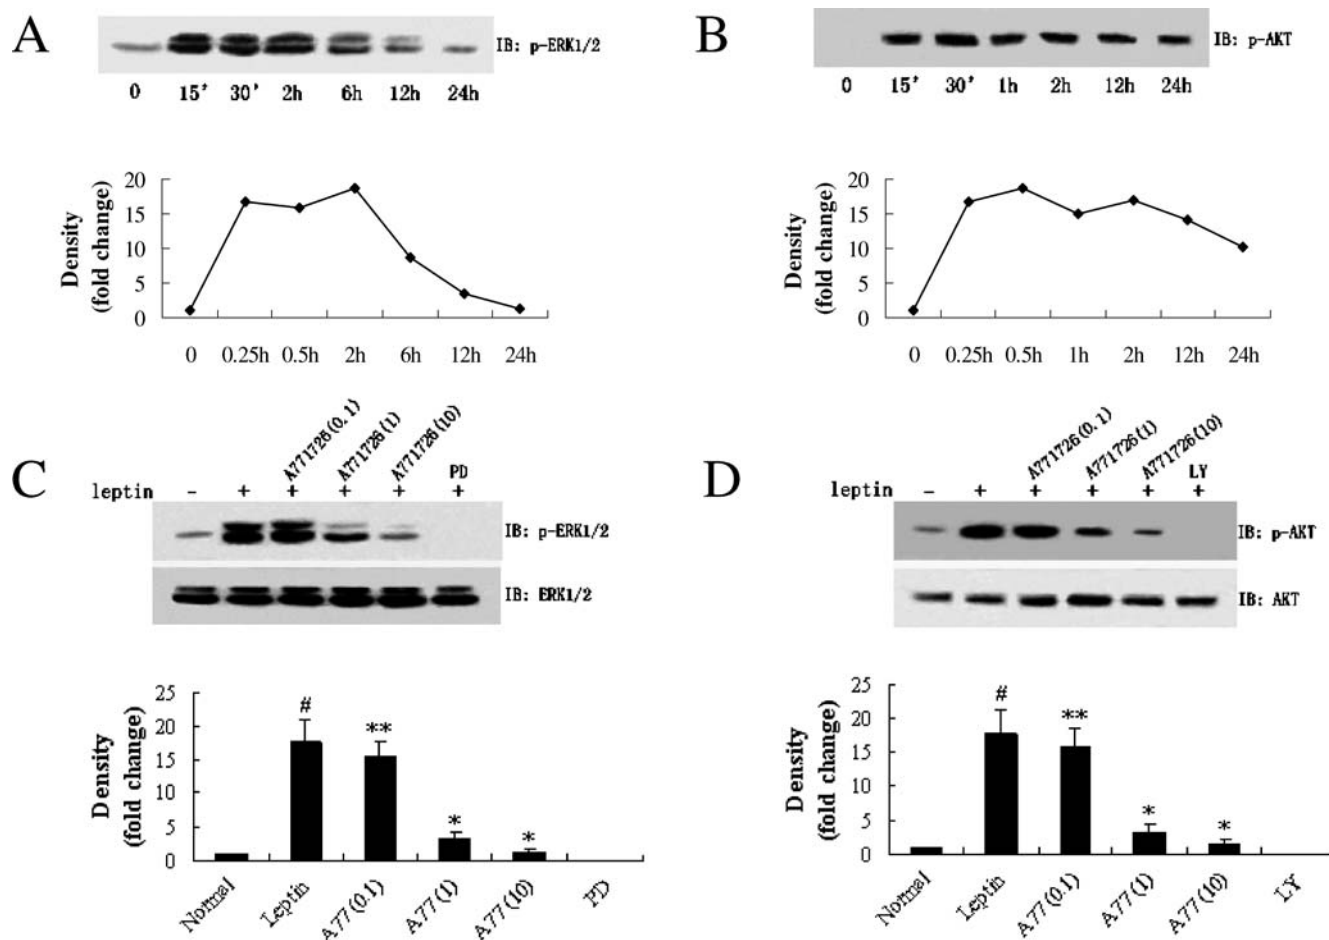 A
IB: p-ERK1/2
0 15' 30' 2h 6h 12h 24h
Density
(fold change)
20
15
10
5
0
0 0.25h 0.5h 2h 6h 12h 24h
B
IB: p-AKT
0 15' 30' 1h 2h 12h 24h
Density
(fold change)
20
15
10
5
0
0 0.25h 0.5h 1h 2h 12h 24h
C
A771726(0.1)
A771726(1)
A771726(10)
PD
leptin - + + + + +
IB: p-ERK1/2
IB: ERK1/2
Density
(fold change)
25
20
15
10
5
0
#
**
*
*
Normal
Leptin
A77(0.1)
A77(1)
A77(10)
PD
D
A771726(0.1)
A771726(1)
A771726(10)
LY
leptin - + + + + +
IB: p-AKT
IB: AKT
Density
(fold change)
25
20
15
10
5
0
#
**
*
*
Normal
Leptin
A77(0.1)
A77(1)
A77(10)
LY